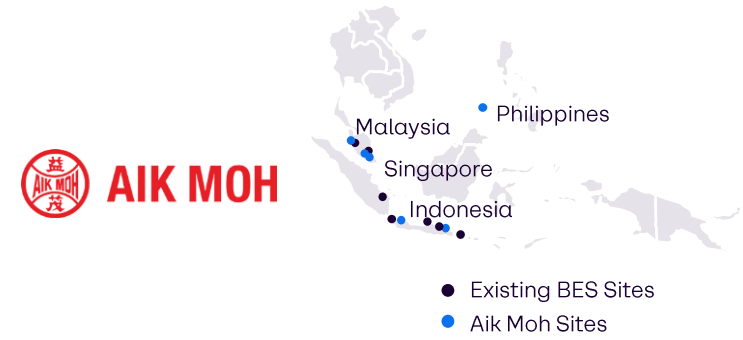 益
AIK MOH
茂
AIK MOH
Philippines
Malaysia
Singapore
Indonesia
Existing BES Sites
Aik Moh Sites